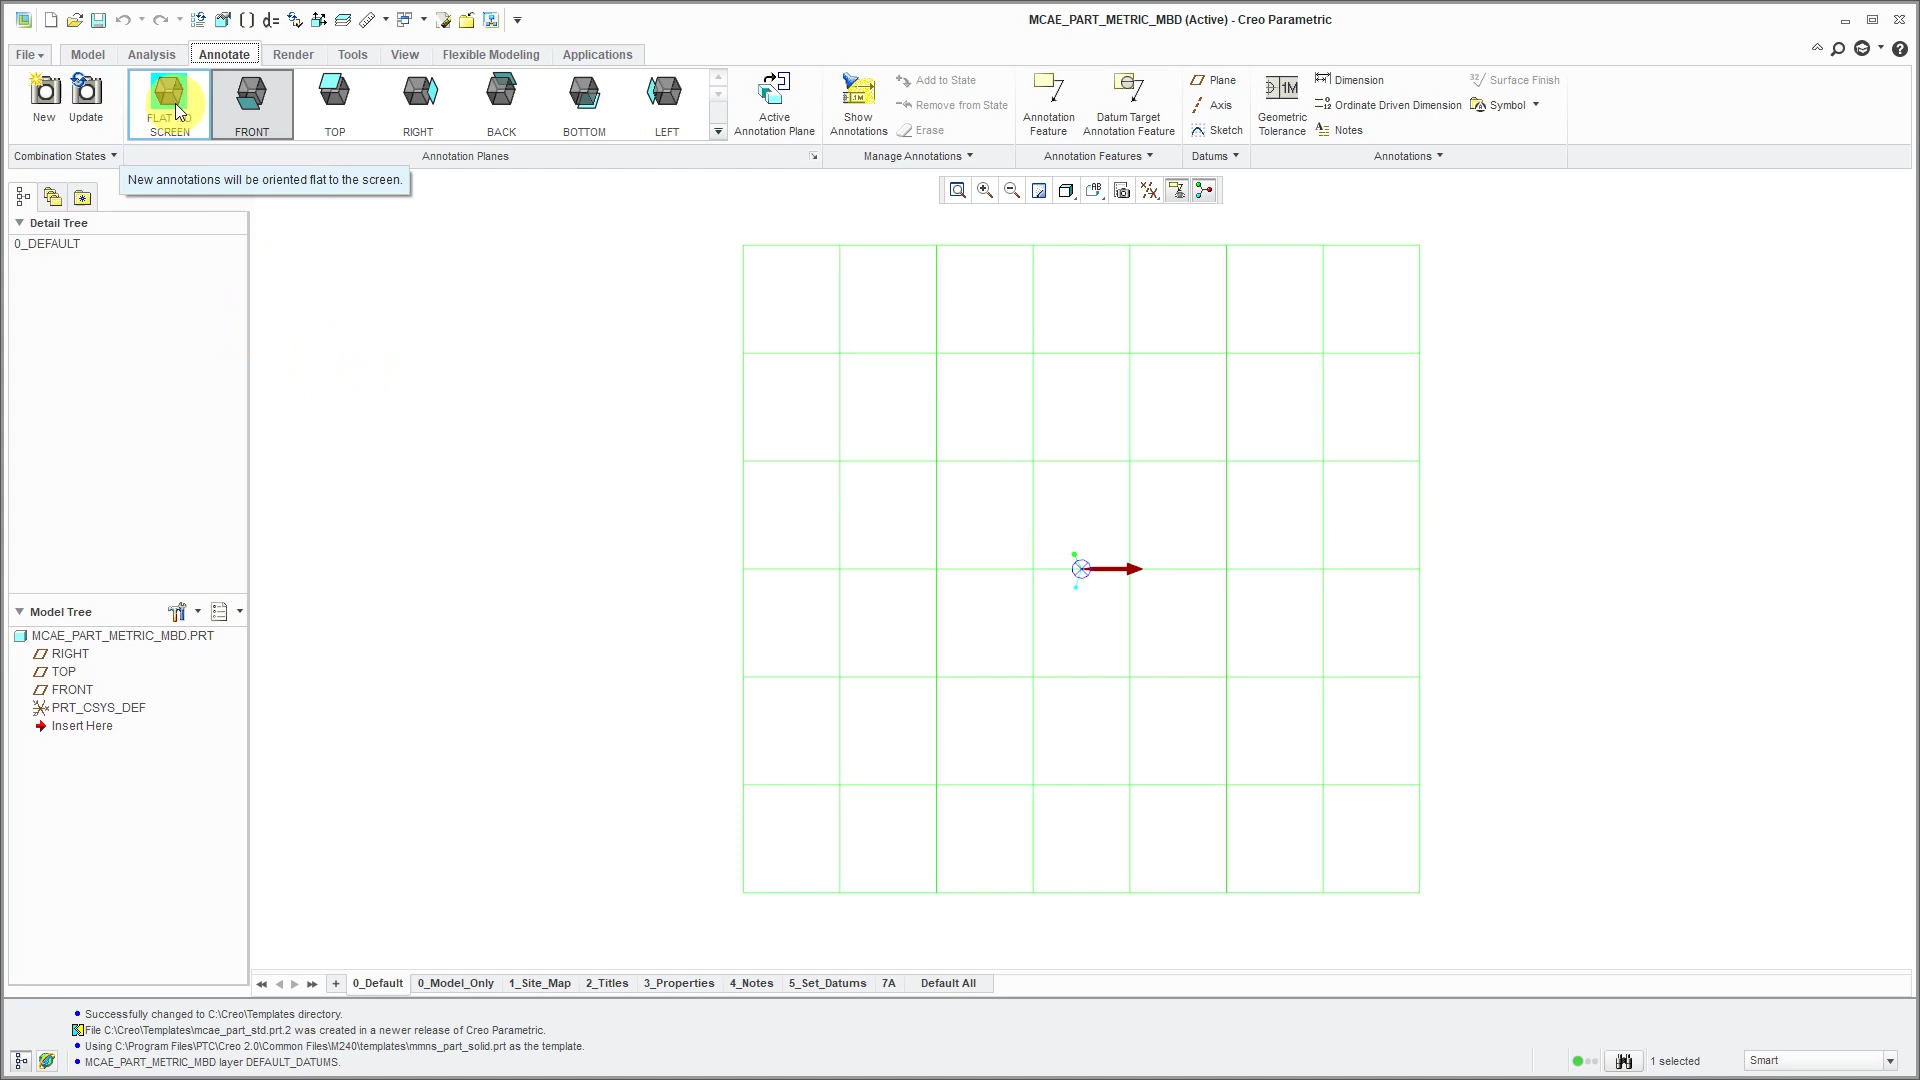 MCAE_PART_METRIC_MBD (Active) - Creo Parametric
File Model Analysis Annotate Render Tools View Flexible Modeling Applications
New Update
FLAT TO SCREEN FRONT TOP RIGHT BACK BOTTOM LEFT
Active Annotation Plane
Show Annotations
Add to State
Remove from State
Erase
Annotation Feature
Datum Target Annotation Feature
Plane
Axis
Sketch
Geometric Tolerance
Dimension
Ordinate Driven Dimension
Notes
32 Surface Finish
Symbol
Combination States Annotation Planes Manage Annotations Annotation Features Datums Annotations
New annotations will be oriented flat to the screen.
Detail Tree
0_DEFAULT
Model Tree
MCAE_PART_METRIC_MBD.PRT
RIGHT
TOP
FRONT
PRT_CSYS_DEF
Insert Here
0_Default 0_Model_Only 1_Site_Map 2_Titles 3_Properties 4_Notes 5_Set_Datums 7A Default All
Successfully changed to C:\Creo\Templates directory.
File C:\Creo\Templates\mcae_part_std.prt.2 was created in a newer release of Creo Parametric.
Using C:\Program Files\PTC\Creo 2.0\Common Files\M240\templates\mmns_part_solid.prt as the template.
MCAE_PART_METRIC_MBD layer DEFAULT_DATUMS.
1 selected
Smart